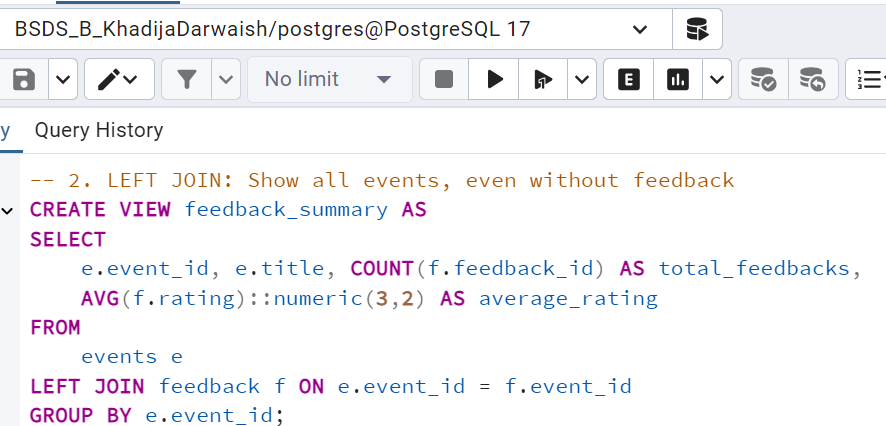 BSDS_B_KhadijaDarwaish/postgres@PostgreSQL 17
No limit
E
y Query History
-- 2. LEFT JOIN: Show all events, even without feedback
CREATE VIEW feedback_summary AS
SELECT
e.event_id, e.title, COUNT(f.feedback_id) AS total_feedbacks,
AVG(f.rating)::numeric(3,2) AS average_rating
FROM
events e
LEFT JOIN feedback f ON e.event_id = f.event_id
GROUP BY e.event_id;